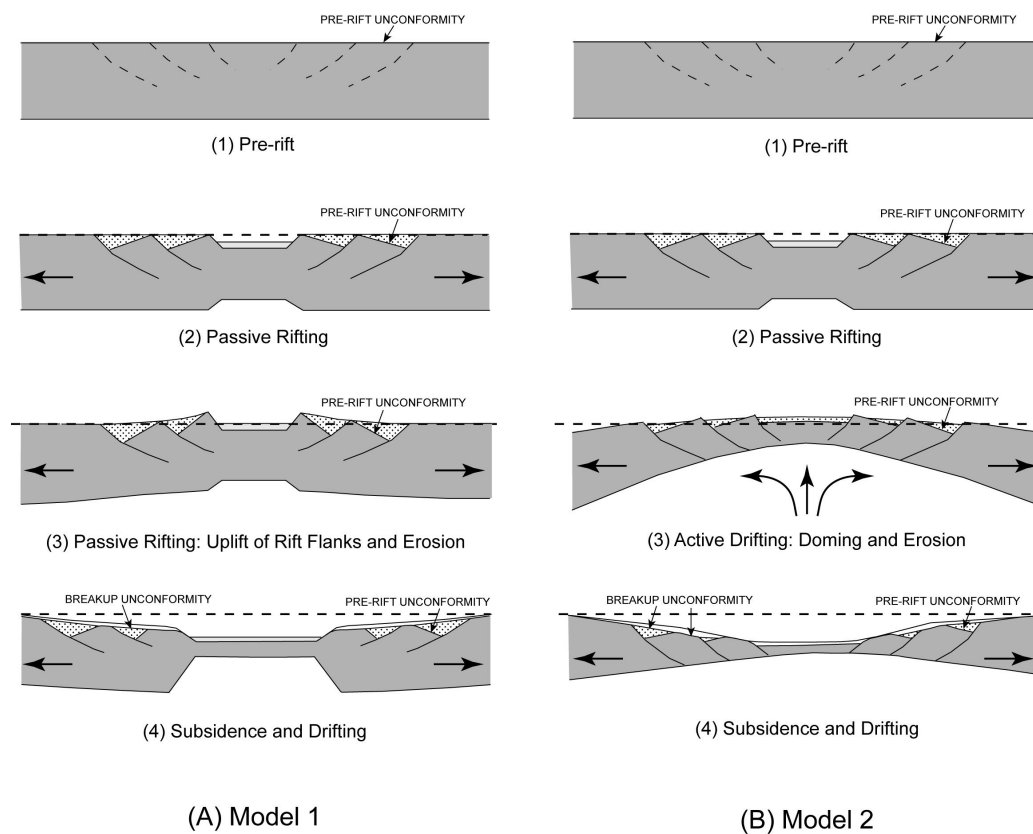 PRE-RIFT UNCONFORMITY
(1) Pre-rift
PRE-RIFT UNCONFORMITY
(2) Passive Rifting
PRE-RIFT UNCONFORMITY
(3) Passive Rifting: Uplift of Rift Flanks and Erosion
BREAKUP UNCONFORMITY
PRE-RIFT UNCONFORMITY
(4) Subsidence and Drifting
(A) Model 1
PRE-RIFT UNCONFORMITY
(1) Pre-rift
PRE-RIFT UNCONFORMITY
(2) Passive Rifting
PRE-RIFT UNCONFORMITY
(3) Active Drifting: Doming and Erosion
BREAKUP UNCONFORMITY
PRE-RIFT UNCONFORMITY
(4) Subsidence and Drifting
(B) Model 2